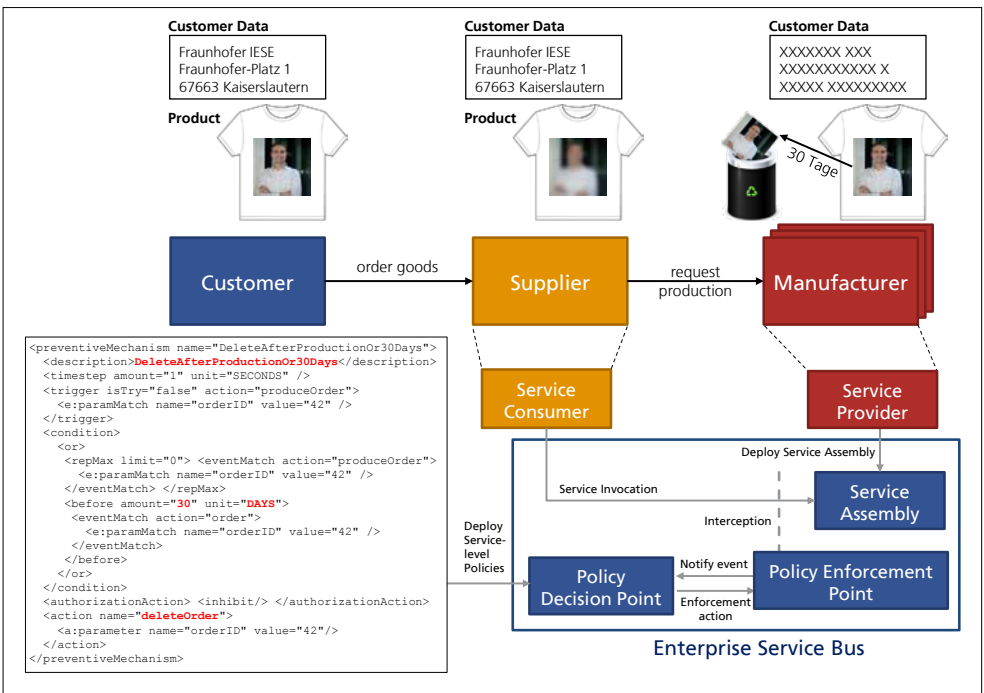 Customer Data
Fraunhofer IESE
Fraunhofer-Platz 1
67663 Kaiserslautern
Product
Customer Data
Fraunhofer IESE
Fraunhofer-Platz 1
67663 Kaiserslautern
Product
Customer Data
XXXXXXX XXX
XXXXXXXXXXX X
XXXXX XXXXXXXXX
30 Tage
Customer
order goods
Supplier
request
production
Manufacturer
<preventiveMechanism name="DeleteAfterProductionOr30Days">
<description>DeleteAfterProductionOr30Days</description>
<timestep amount="1" unit="SECONDS" />
<trigger isTry="false" action="produceOrder">
<e:paramMatch name="orderID" value="42" />
</trigger>
<condition>
<or>
<repMax limit="0"> <eventMatch action="produceOrder">
<e:paramMatch name="orderID" value="42" />
</eventMatch> </repMax>
<before amount="30" unit="DAYS">
<eventMatch action="order">
<e:paramMatch name="orderID" value="42" />
</eventMatch>
</before>
</or>
</condition>
<authorizationAction> <inhibit/> </authorizationAction>
<action name="deleteOrder">
<a:parameter name="orderID" value="42"/>
</action>
</preventiveMechanism>
Service
Consumer
Service
Provider
Deploy Service Assembly
Service Invocation
Service
Assembly
Interception
Deploy
Service-
level
Policies
Policy
Decision Point
Notify event
Enforcement
action
Policy Enforcement
Point
Enterprise Service Bus